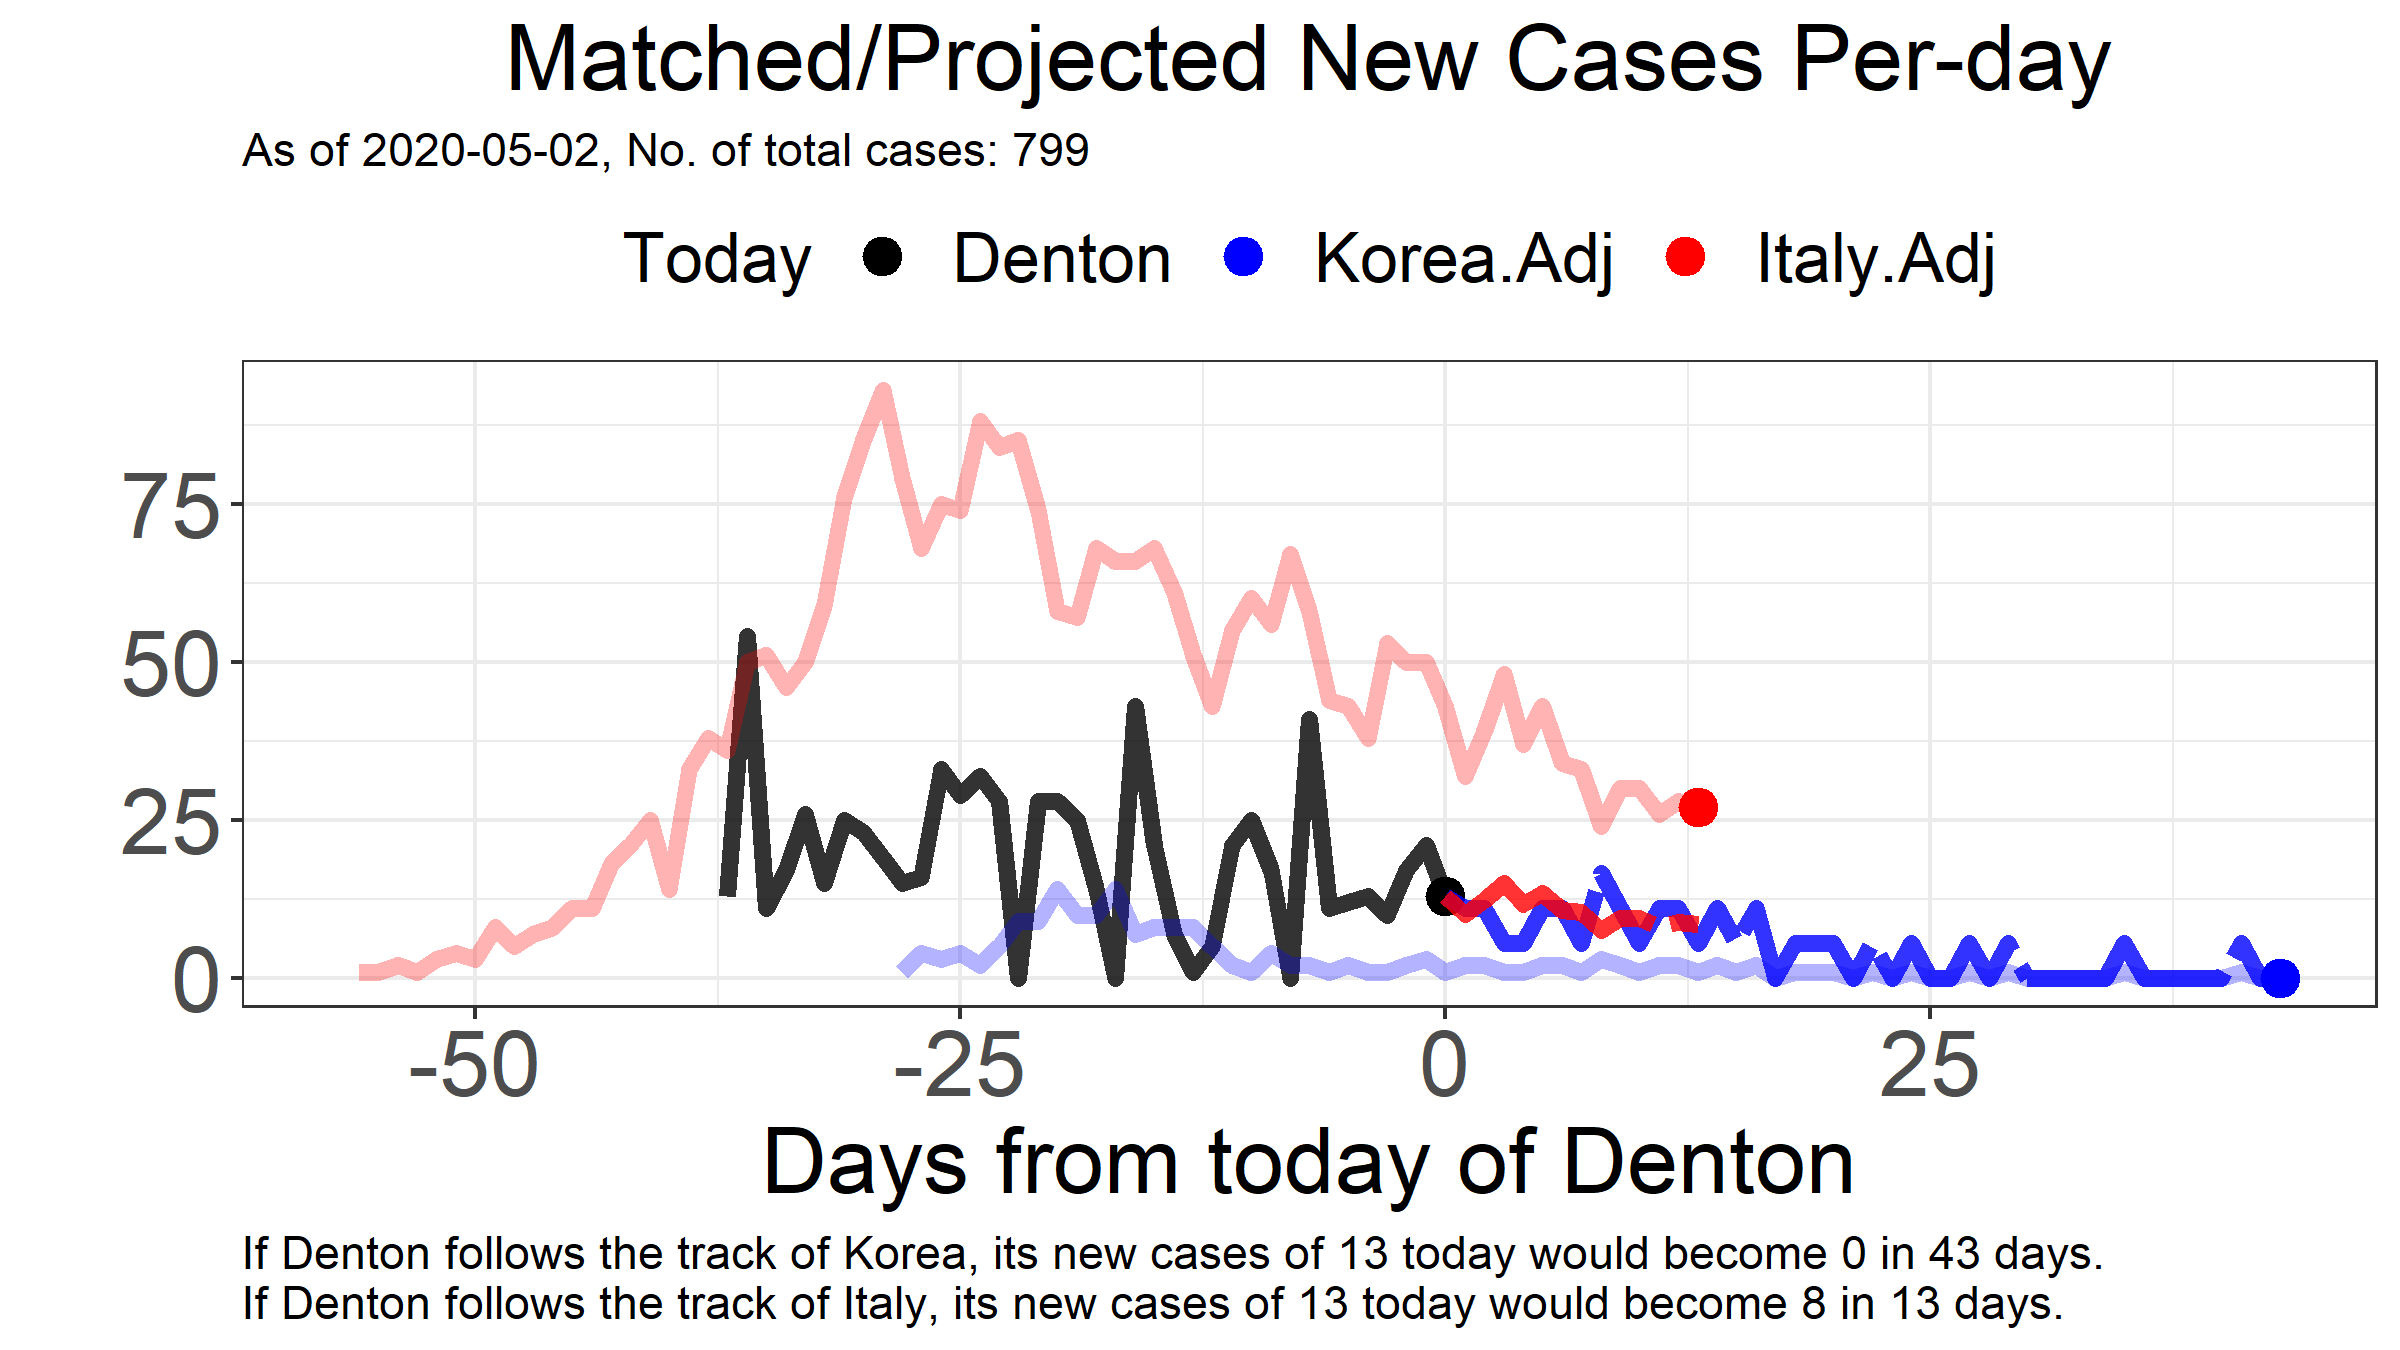 Matched/Projected New Cases Per-day
As of 2020-05-02, No. of total cases: 799
Today Denton Korea.Adj Italy.Adj
75
50
25
0
-50 -25 0 25
Days from today of Denton
If Denton follows the track of Korea, its new cases of 13 today would become 0 in 43 days.
If Denton follows the track of Italy, its new cases of 13 today would become 8 in 13 days.